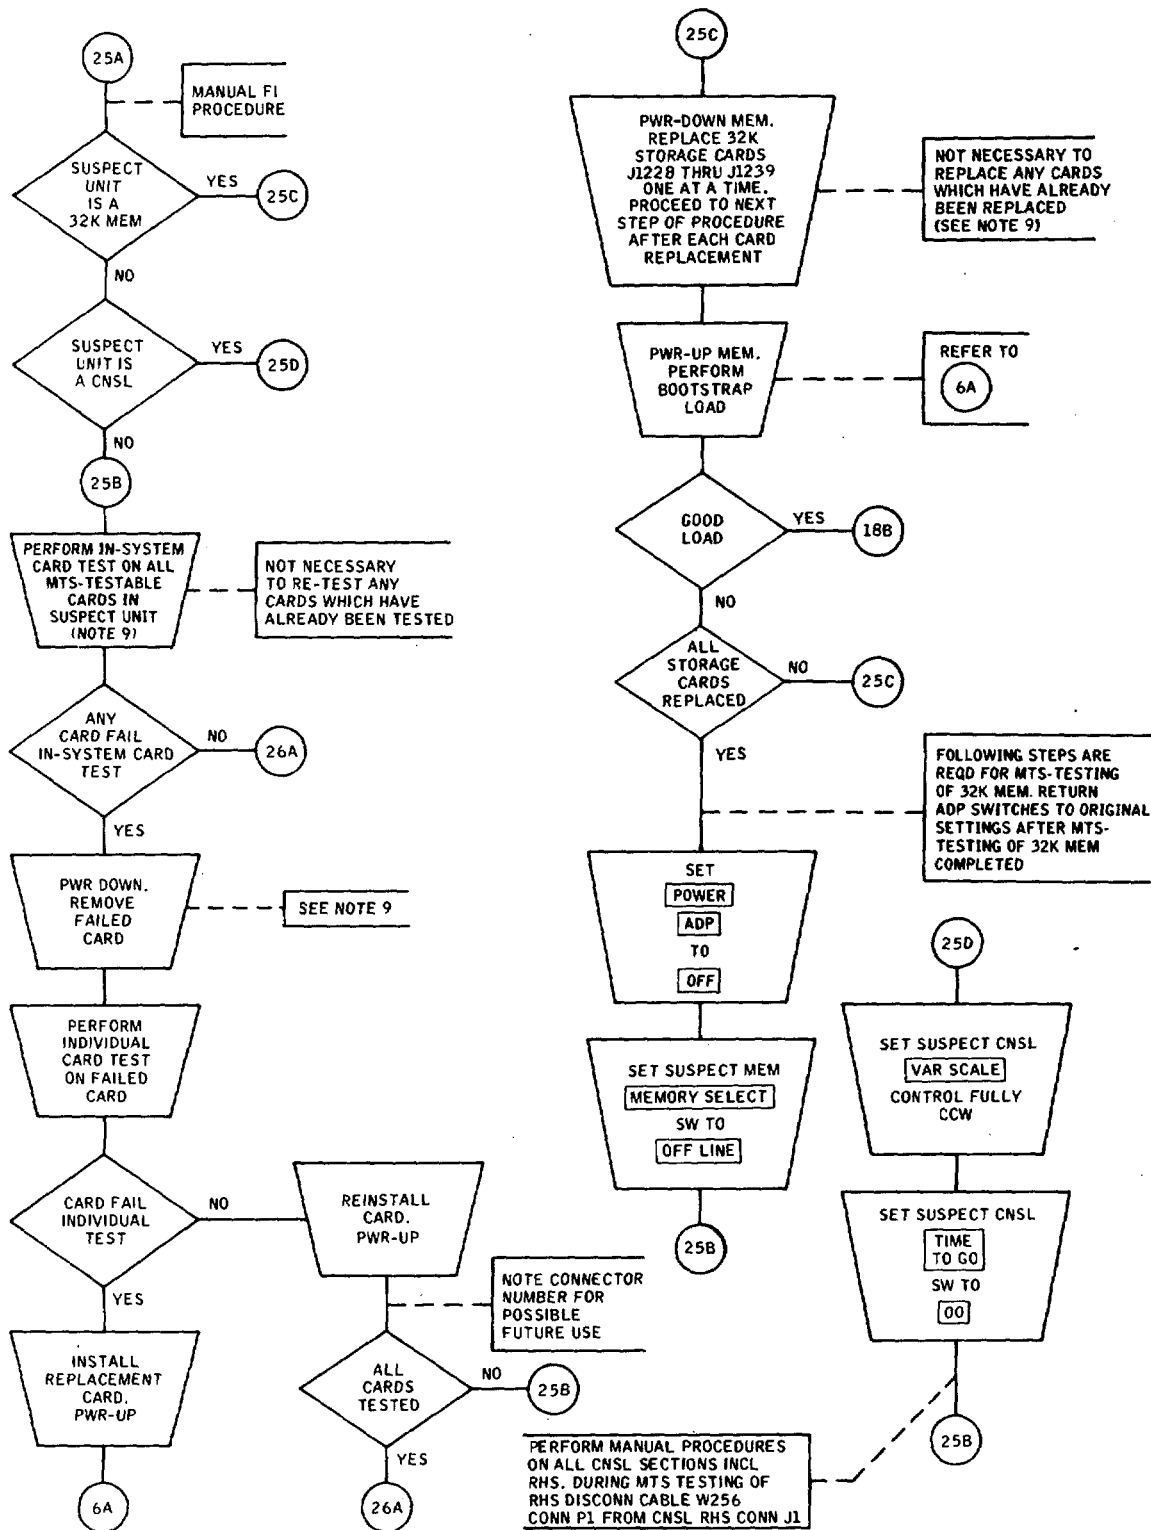 25A
MANUAL FI
PROCEDURE
SUSPECT
UNIT
IS A
32K MEM
YES
25C
NO
SUSPECT
UNIT IS
A CNSL
YES
25D
NO
25B
PERFORM IN-SYSTEM
CARD TEST ON ALL
MTS-TESTABLE
CARDS IN
SUSPECT UNIT
(NOTE 9)
NOT NECESSARY
TO RE-TEST ANY
CARDS WHICH HAVE
ALREADY BEEN TESTED
ANY
CARD FAIL
IN-SYSTEM CARD
TEST
NO
26A
YES
PWR DOWN.
REMOVE
FAILED
CARD
SEE NOTE 9
PERFORM
INDIVIDUAL
CARD TEST
ON FAILED
CARD
CARD FAIL
INDIVIDUAL
TEST
NO
REINSTALL
CARD.
PWR-UP
NOTE CONNECTOR
NUMBER FOR
POSSIBLE
FUTURE USE
YES
INSTALL
REPLACEMENT
CARD.
PWR-UP
6A
ALL
CARDS
TESTED
NO
25B
YES
26A
25C
PWR-DOWN MEM.
REPLACE 32K
STORAGE CARDS
J1228 THRU J1239
ONE AT A TIME.
PROCEED TO NEXT
STEP OF PROCEDURE
AFTER EACH CARD
REPLACEMENT
NOT NECESSARY TO
REPLACE ANY CARDS
WHICH HAVE ALREADY
BEEN REPLACED
(SEE NOTE 9)
PWR-UP MEM.
PERFORM
BOOTSTRAP
LOAD
REFER TO
6A
GOOD
LOAD
YES
18B
NO
ALL
STORAGE
CARDS
REPLACED
NO
25C
YES
FOLLOWING STEPS ARE
REQD FOR MTS-TESTING
OF 32K MEM. RETURN
ADP SWITCHES TO ORIGINAL
SETTINGS AFTER MTS-
TESTING OF 32K MEM
COMPLETED
SET
POWER
ADP
TO
OFF
SET SUSPECT MEM
MEMORY SELECT
SW TO
OFF LINE
25B
25D
SET SUSPECT CNSL
VAR SCALE
CONTROL FULLY
CCW
SET SUSPECT CNSL
TIME
TO GO
SW TO
00
25B
PERFORM MANUAL PROCEDURES
ON ALL CNSL SECTIONS INCL
RHS. DURING MTS TESTING OF
RHS DISCONN CABLE W256
CONN P1 FROM CNSL RHS CONN J1